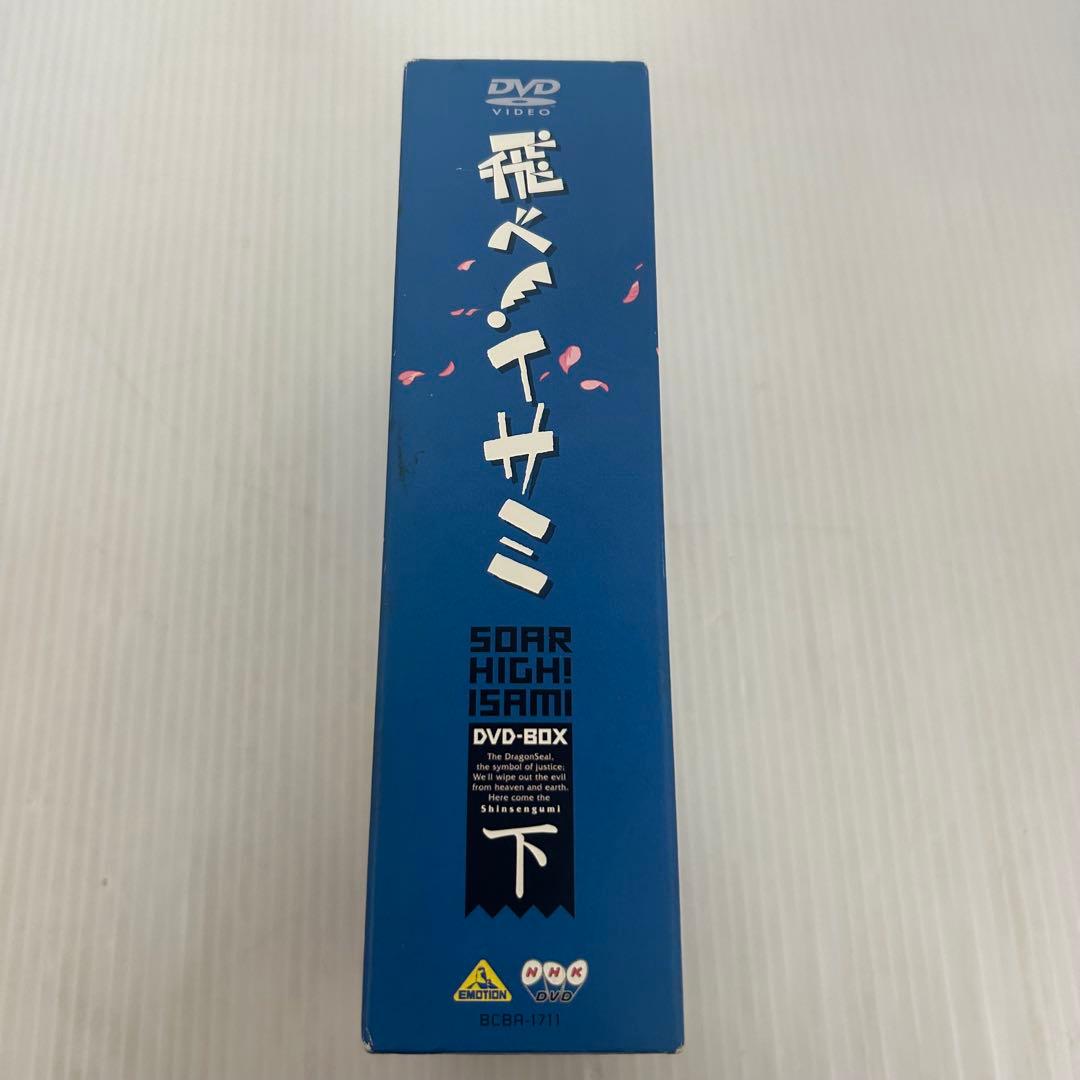 DVD
VIDEO
飛べ!イサミ
SOAR
HIGH!
ISAMI
DVD-BOX
The DragonSeal,
the symbol of justice;
We'll wipe out the evil
from heaven and earth.
Here come the
Shinsengumi
下
EMOTION
NHK
DVD
BCBA-1711